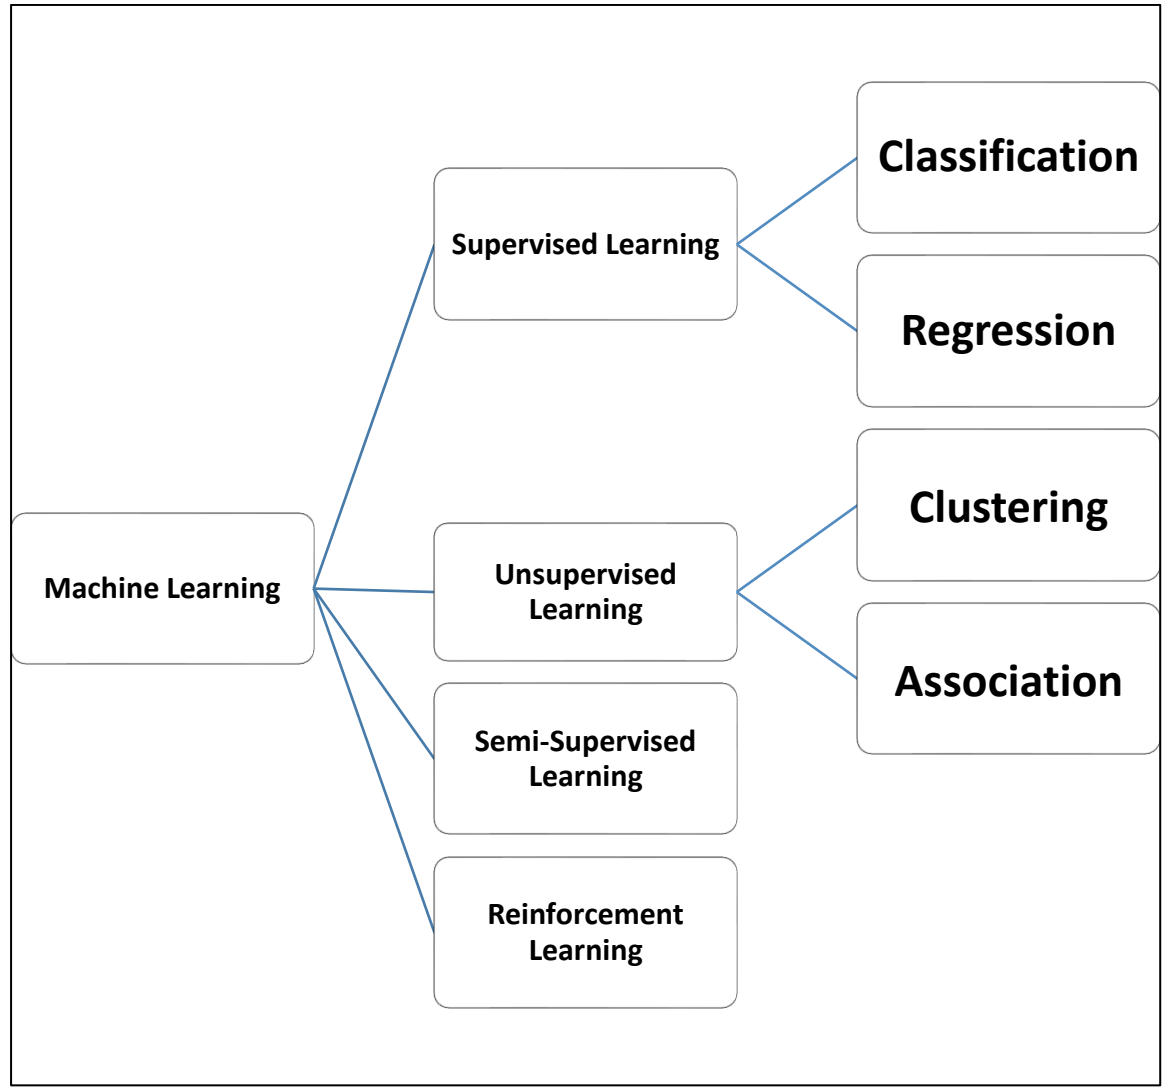 Machine Learning
Supervised Learning
Classification
Regression
Unsupervised
Learning
Clustering
Association
Semi-Supervised
Learning
Reinforcement
Learning